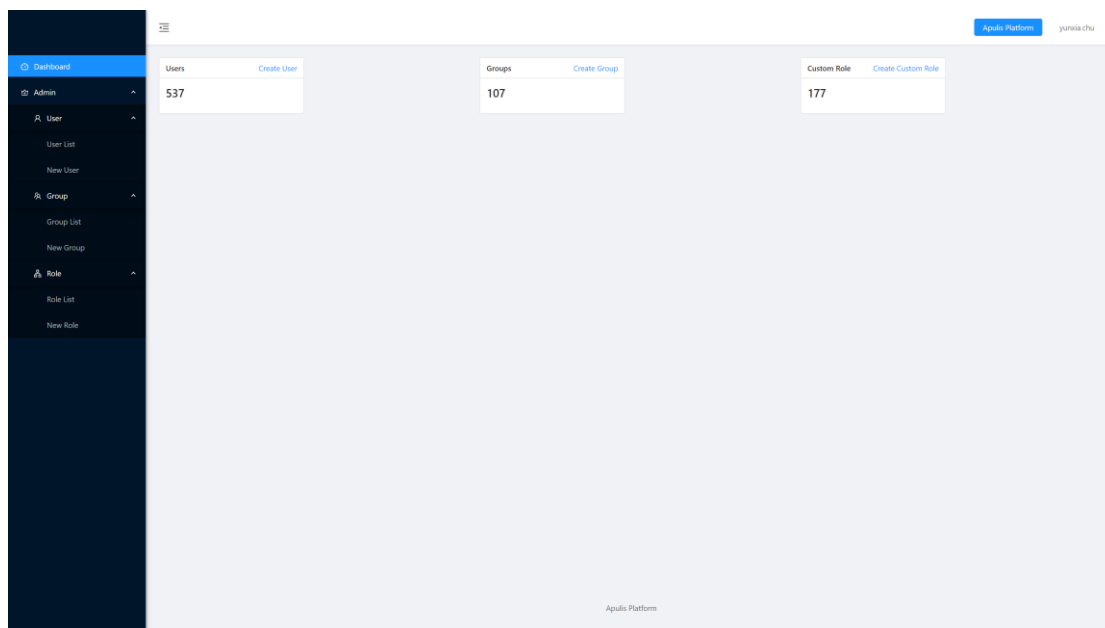 Apulis Platform
yunxia.chu
Dashboard
Admin
User
User List
New User
Group
Group List
New Group
Role
Role List
New Role
Users
Create User
537
Groups
Create Group
107
Custom Role
Create Custom Role
177
Apulis Platform